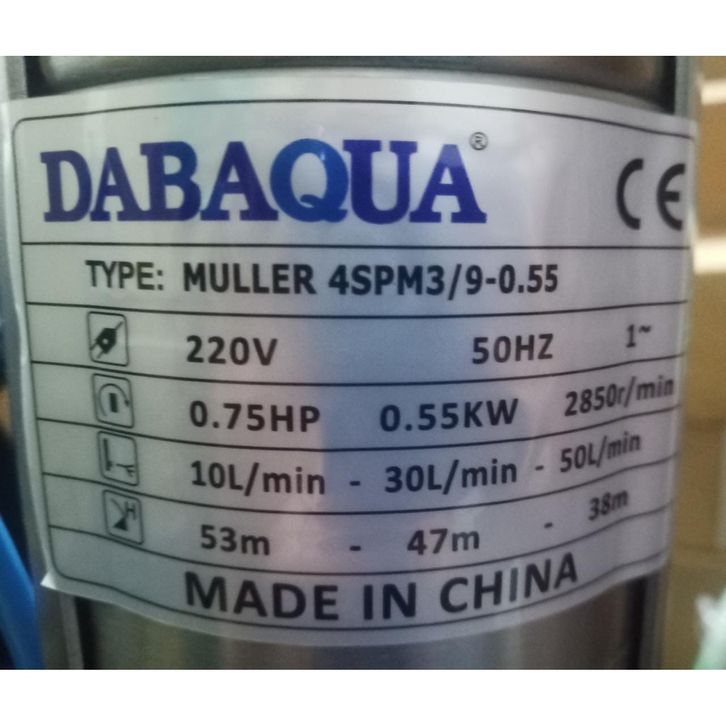 DABAQUA® CE
TYPE: MULLER 4SPM3/9-0.55
220V 50HZ 1~
0.75HP 0.55KW 2850r/min
10L/min - 30L/min - 50L/min
H
53m - 47m - 38m
MADE IN CHINA